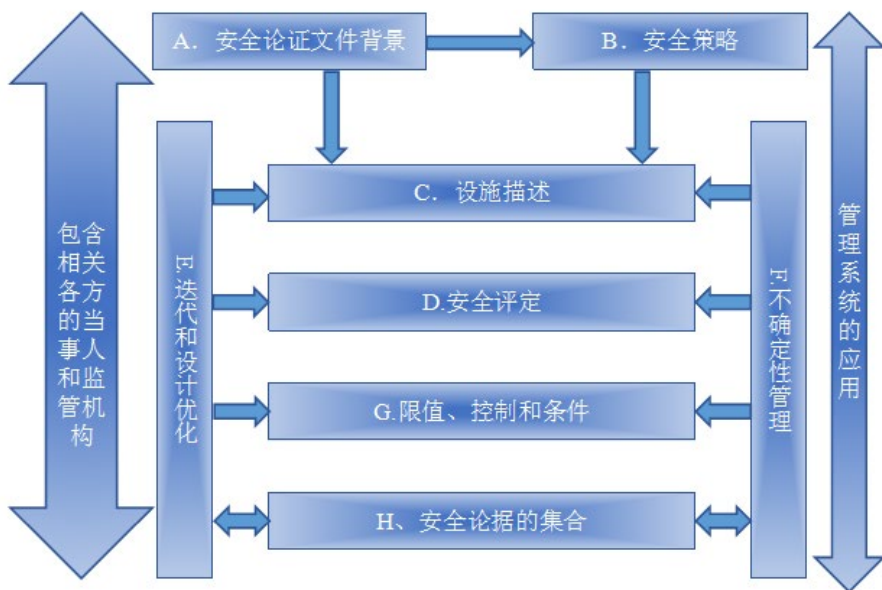 A．安全论证文件背景
B．安全策略
C．设施描述
D.安全评定
G.限值、控制和条件
H、安全论据的集合
E.迭代和设计优化
F.不确定性管理
包含
相关
各方
的当
事人
和监
管机
构
管理系统的应用